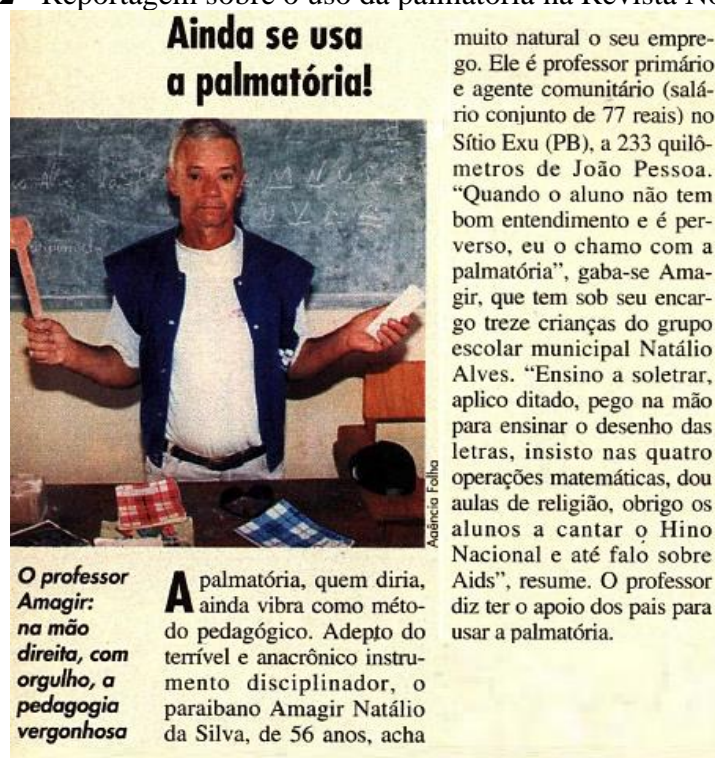 Reportagem sobre o uso da palmatória na Revista
Ainda se usa
a palmatória!
Agência Folha
O professor
Amagir:
na mão
direita, com
orgulho, a
pedagogia
vergonhosa
A palmatória, quem diria,
ainda vibra como méto-
do pedagógico. Adepto do
terrível e anacrônico instru-
mento disciplinador, o
paraibano Amagir Natálio
da Silva, de 56 anos, acha
muito natural o seu empre-
go. Ele é professor primário
e agente comunitário (salá-
rio conjunto de 77 reais) no
Sítio Exu (PB), a 233 quilô-
metros de João Pessoa.
“Quando o aluno não tem
bom entendimento e é per-
verso, eu o chamo com a
palmatória”, gaba-se Ama-
gir, que tem sob seu encar-
go treze crianças do grupo
escolar municipal Natálio
Alves. “Ensino a soletrar,
aplico ditado, pego na mão
para ensinar o desenho das
letras, insisto nas quatro
operações matemáticas, dou
aulas de religião, obrigo os
alunos a cantar o Hino
Nacional e até falo sobre
Aids”, resume. O professor
diz ter o apoio dos pais para
usar a palmatória.